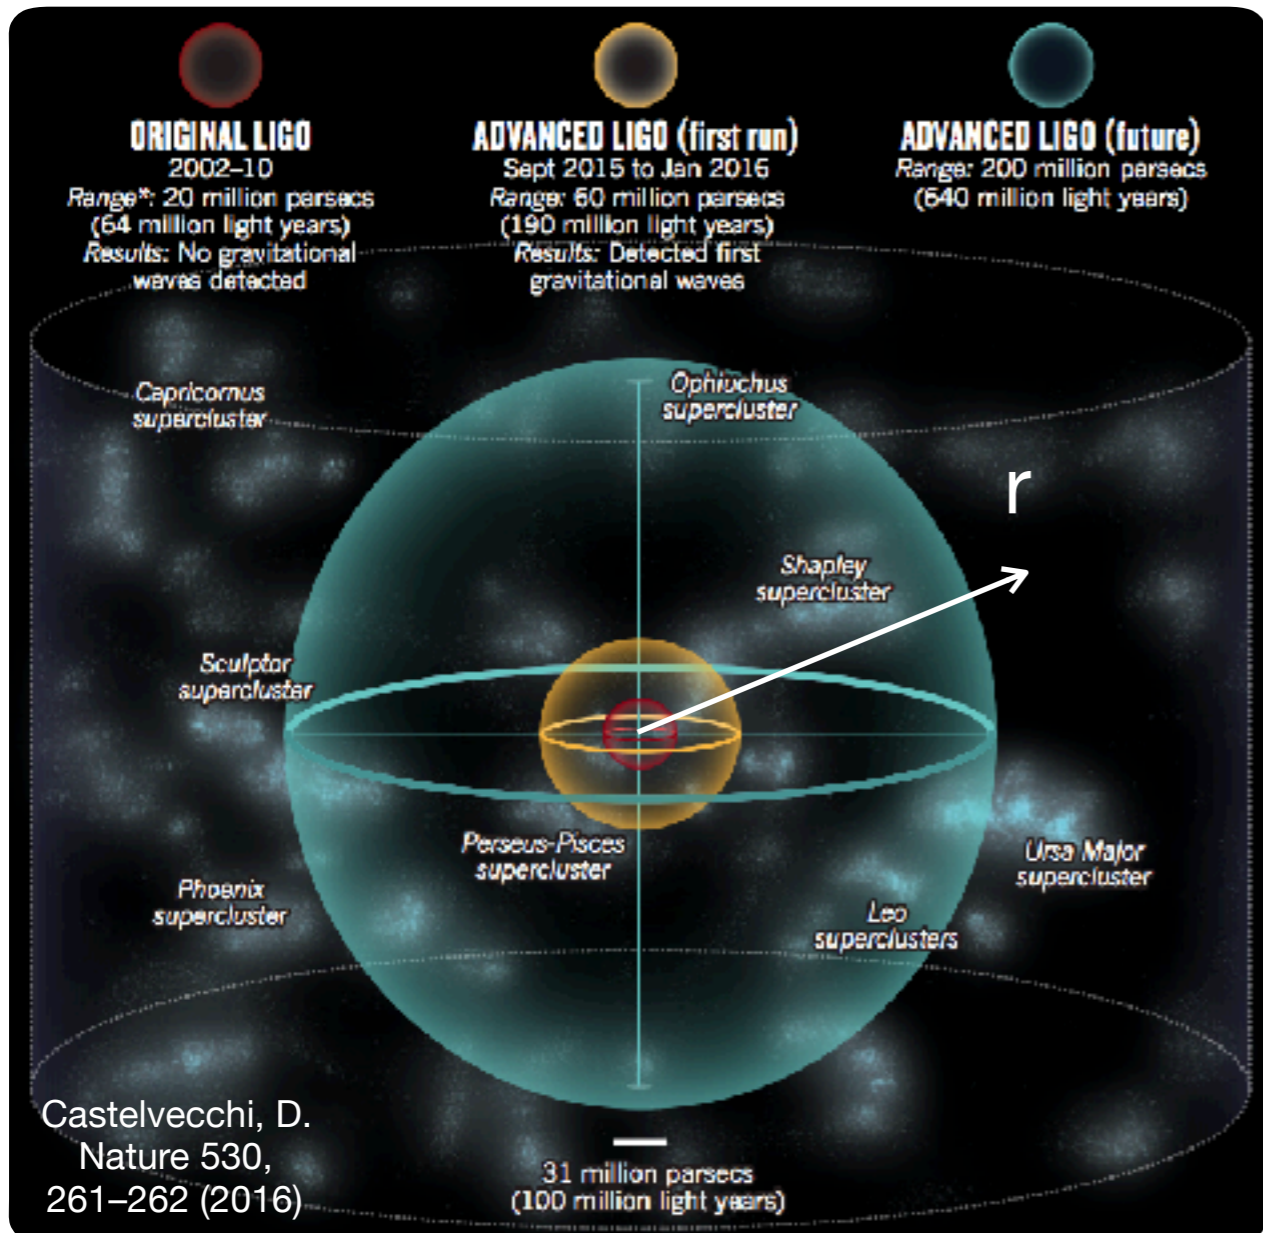 ORIGINAL LIGO
2002–10
Range*: 20 million parsecs
(64 million light years)
Results: No gravitational
waves detected
ADVANCED LIGO (first run)
Sept 2015 to Jan 2016
Range: 60 million parsecs
(190 million light years)
Results: Detected first
gravitational waves
ADVANCED LIGO (future)
Range: 200 million parsecs
(640 million light years)
Capricornus
supercluster
Ophiuchus
supercluster
r
Shapley
supercluster
Sculptor
supercluster
Perseus-Pisces
supercluster
Ursa Major
supercluster
Phoenix
supercluster
Leo
superclusters
Castelvecchi, D.
Nature 530,
261–262 (2016)
31 million parsecs
(100 million light years)